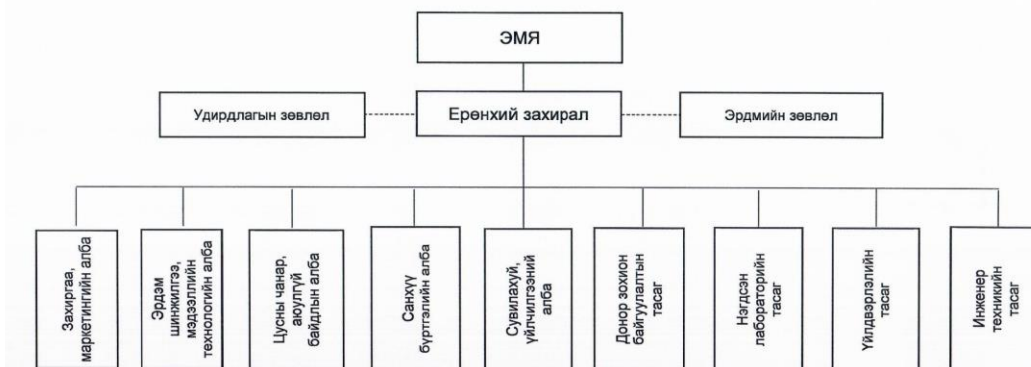 ЭМЯ
Удирдлагын зөвлөл
Ерөнхий захирал
Эрдмийн зөвлөл
Захиргаа,
маркетингийн алба
Эрдэм
шинжилгээ,
мэдээллийн
технологийн алба
Цусны чанар,
аюулгүй
байдлын алба
Санхүү
бүртгэлийн алба
Сувилахуй,
үйлчилгээний
алба
Донор зохион
байгуулалтын
тасаг
Нэгдсэн
лабораторийн
тасаг
Үйлдвэрлэлийн
тасаг
Инженер
техникийн
тасаг